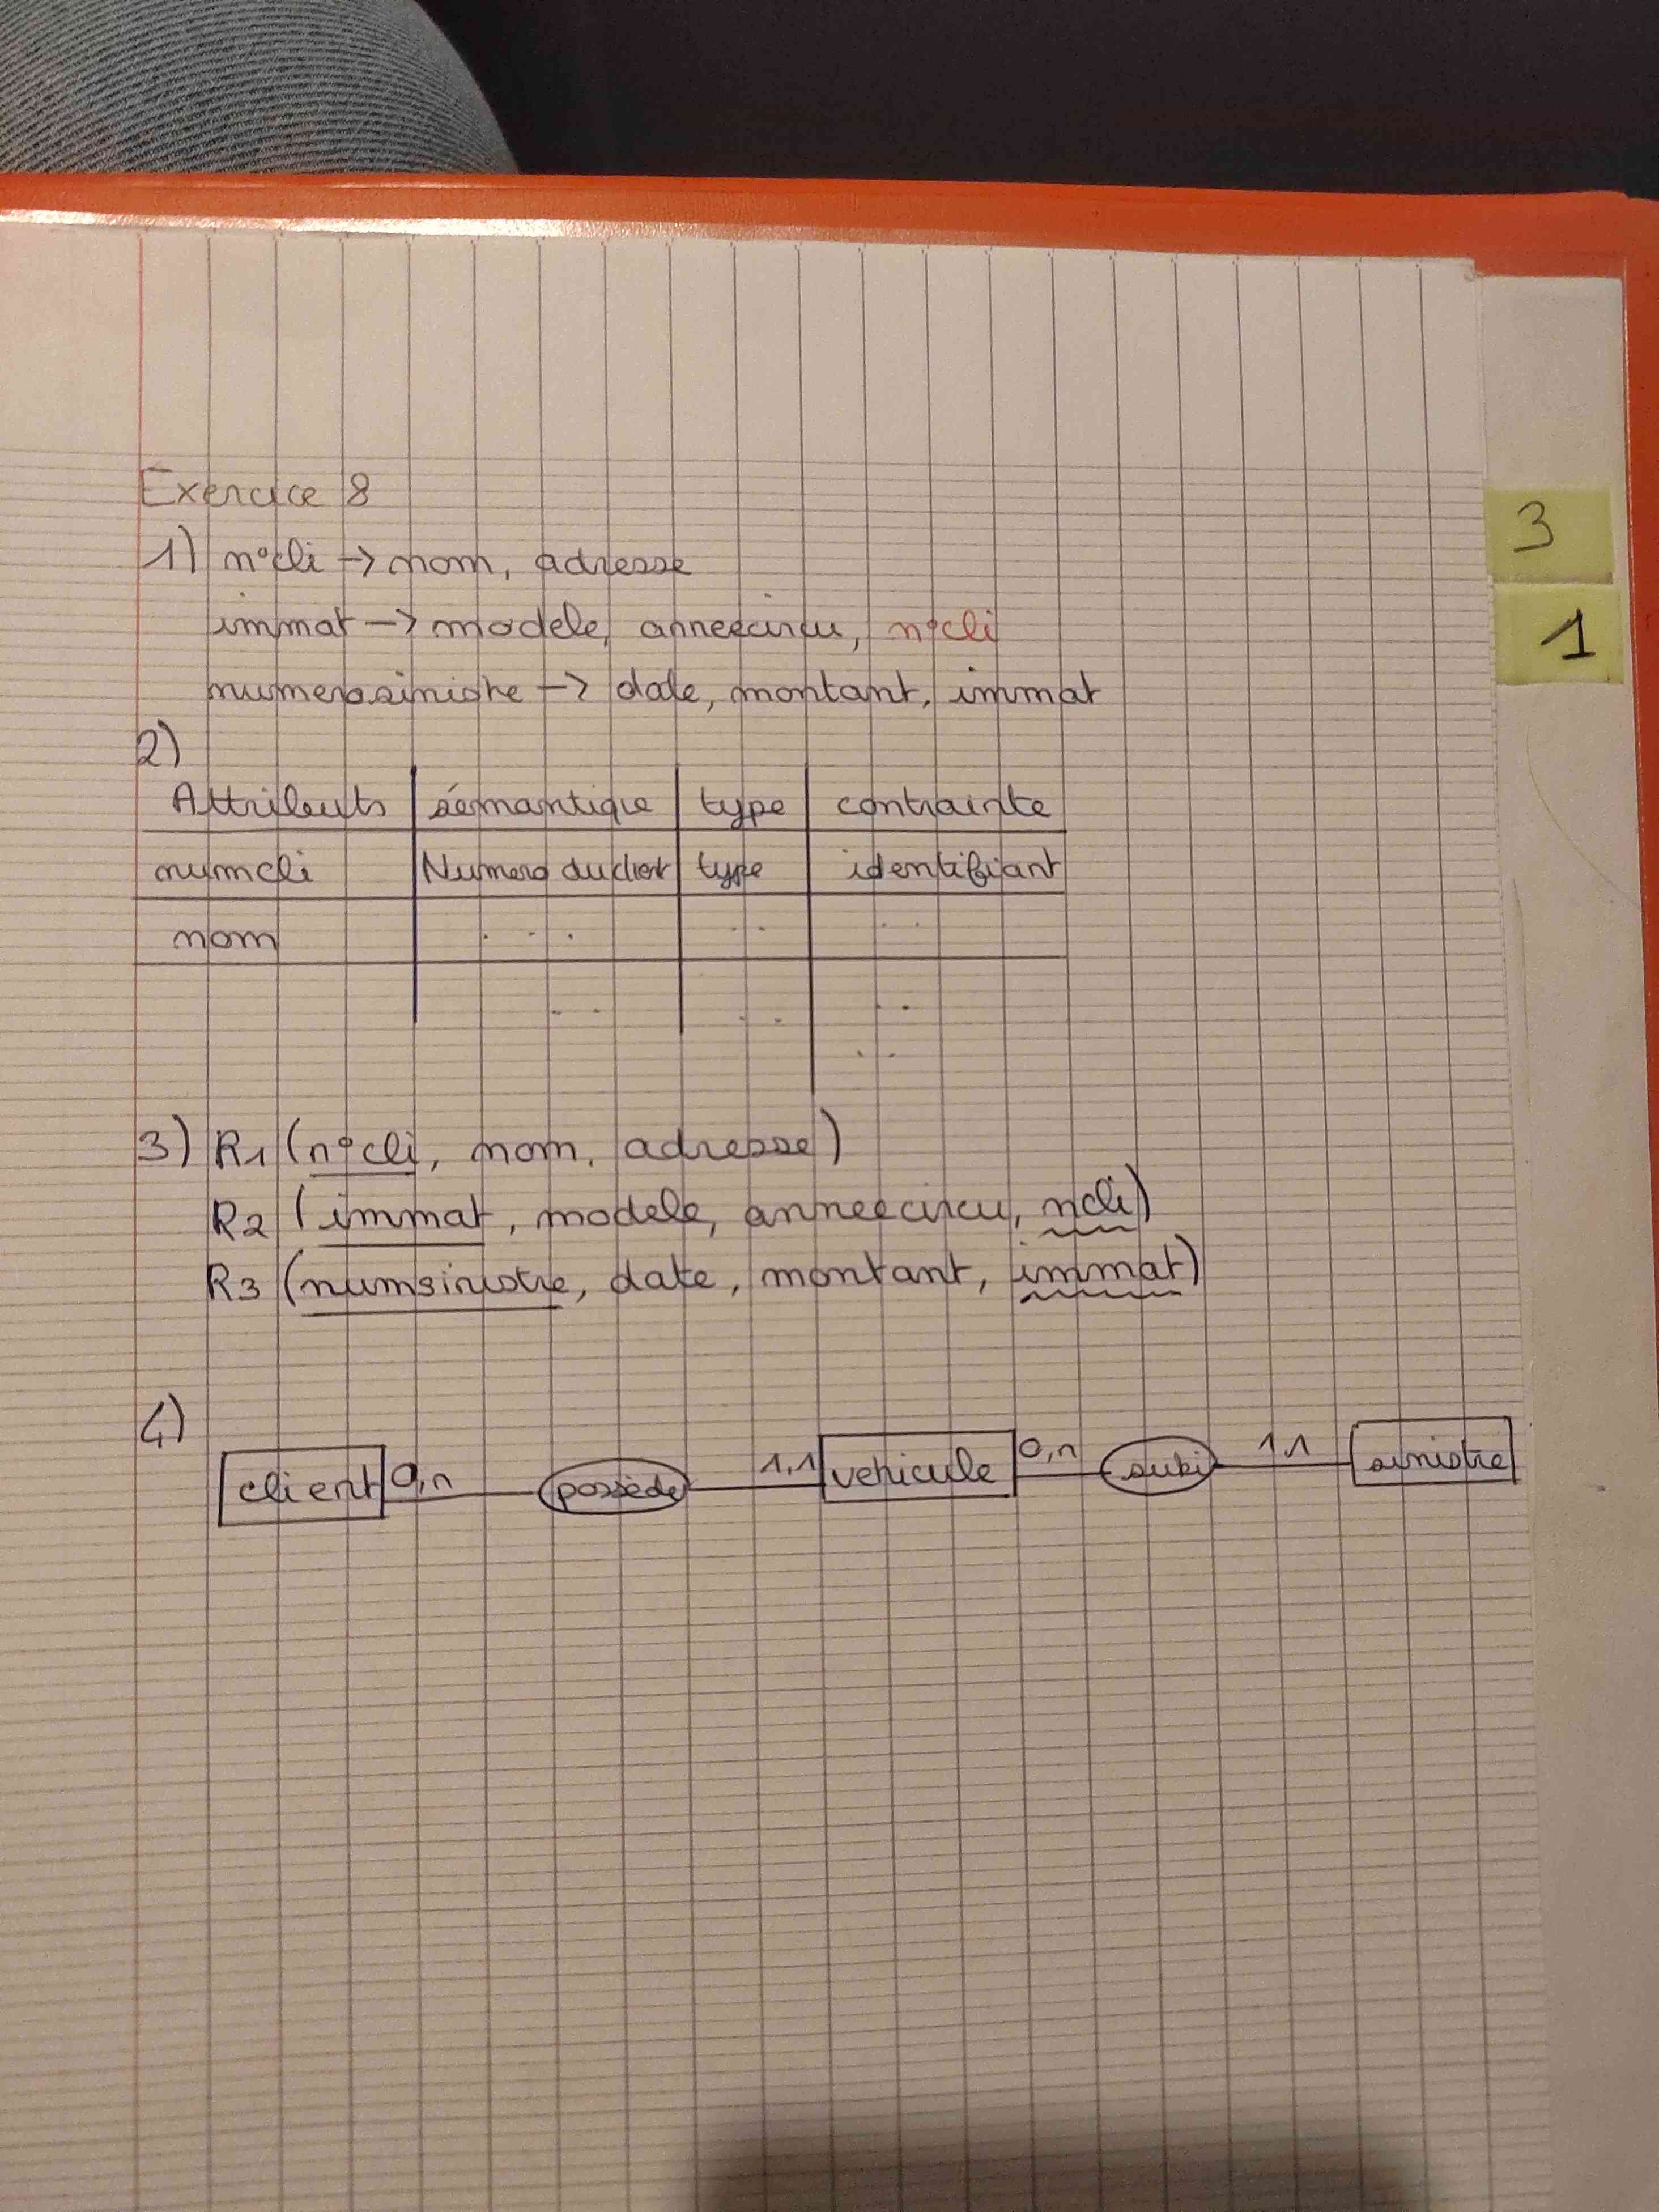 Exercice 8
1) n°cli → nom, adresse
immat → modele, anneecircu, n°cli
numerosinistre → date, montant, immat
2)
Attributs sémantique type contrainte
numcli Numero du client type identifiant
nom . . . . . . .
. . . . . .
. .
3) R1 (n°cli, nom, adresse)
R2 (immat, modele, anneecircu, ncli)
R3 (numsinistre, date, montant, immat)
4)
client 0,n possède 1,1 vehicule 0,n subi 1,1 sinistre
3
1